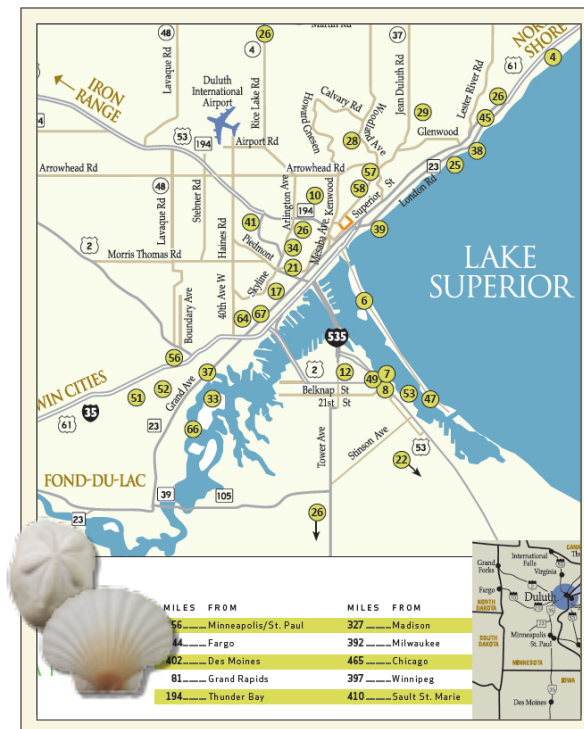 48
26
4
37
NORTH SHORE
61
4
Lavaque Rd
Rice Lake Rd
Jean Duluth Rd
Lester River Rd
26
Duluth
International
Airport
Calvary Rd
Woodland Ave
29
45
IRON
RANGE
Howard Gnesen
28
Glenwood
53
194
Airport Rd
38
Arrowhead Rd
Arrowhead Rd
57
23
25
58
48
Stebner Rd
10
Kenwood
Superior St
London Rd
Lavaque Rd
Arlington Ave
194
41
26
Mesaba Ave.
39
2
Haines Rd
Piedmont
34
LAKE
SUPERIOR
Morris Thomas Rd
21
Boundary Ave
40th Ave W
Skyline
17
6
64
67
535
56
2
12
49
7
8
53
47
37
Belknap St
21st St
TWIN CITIES
51
52
33
Grand Ave
35
61
23
66
Tower Ave
Stinson Ave
53
22
FOND-DU-LAC
39
105
26
23
MILES FROM
MILES FROM
Minneapolis/St. Paul
327 Madison
Fargo
392 Milwaukee
402 Des Moines
465 Chicago
81 Grand Rapids
397 Winnipeg
194 Thunder Bay
410 Sault St. Marie
Grand
Forks
International
Falls
Virginia
Fargo
Duluth
NORTH
DAKOTA
SOUTH
DAKOTA
Minneapolis
St. Paul
MINNESOTA
IOWA
Des Moines